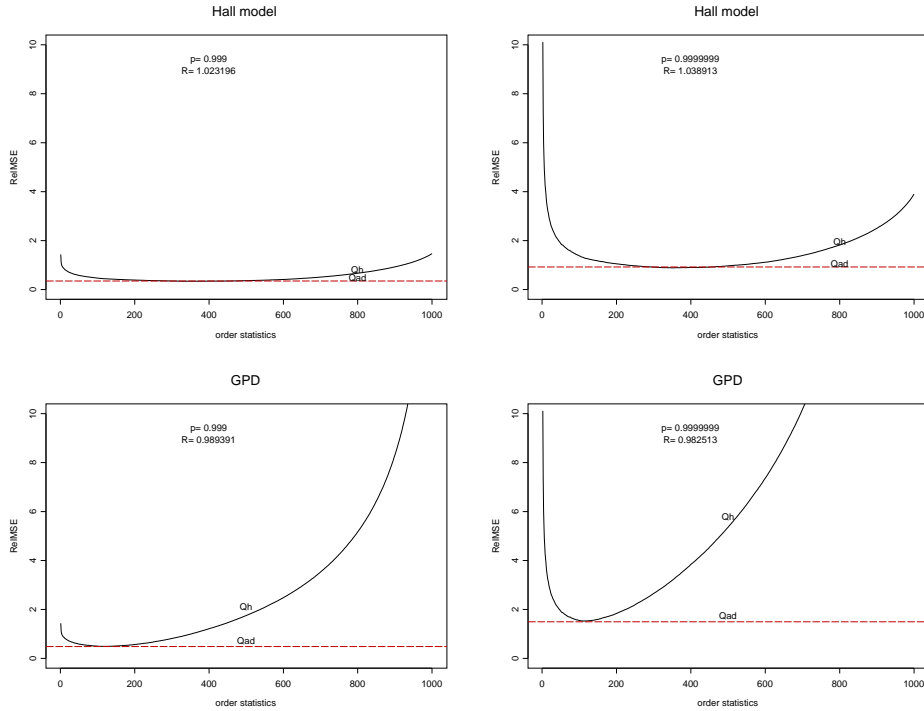 Hall model
p= 0.999
R= 1.023196
Qh
Qad
RelMSE
0 2 4 6 8 10
0 200 400 600 800 1000
order statistics
Hall model
p= 0.9999999
R= 1.038913
Qh
Qad
RelMSE
0 2 4 6 8 10
0 200 400 600 800 1000
order statistics
GPD
p= 0.999
R= 0.989391
Qh
Qad
RelMSE
0 2 4 6 8 10
0 200 400 600 800 1000
order statistics
GPD
p= 0.9999999
R= 0.982513
Qh
Qad
RelMSE
0 2 4 6 8 10
0 200 400 600 800 1000
order statistics